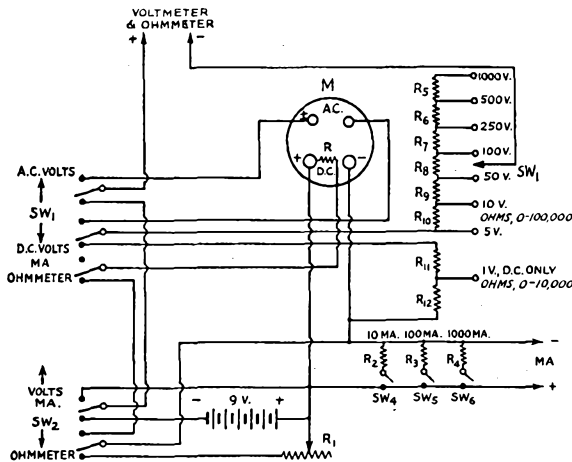 VOLTMETER
& OHMMETER
+ -
M
± A.C.
R
+ -
D.C.
1000 V.
R5
500 V.
R6
250 V.
R7
100 V.
R8
SW1
50 V.
R9
10 V.
R10
OHMS, 0-100,000
5 V.
R11
1 V., D.C. ONLY
OHMS, 0-10,000
R12
A.C. VOLTS
SW1
D.C. VOLTS
MA
OHMMETER
10 MA. 100 MA. 1000 MA. -
R2 R3 R4 MA
+
SW4 SW5 SW6
VOLTS
MA.
SW2
OHMMETER
- 9 V. +
R1